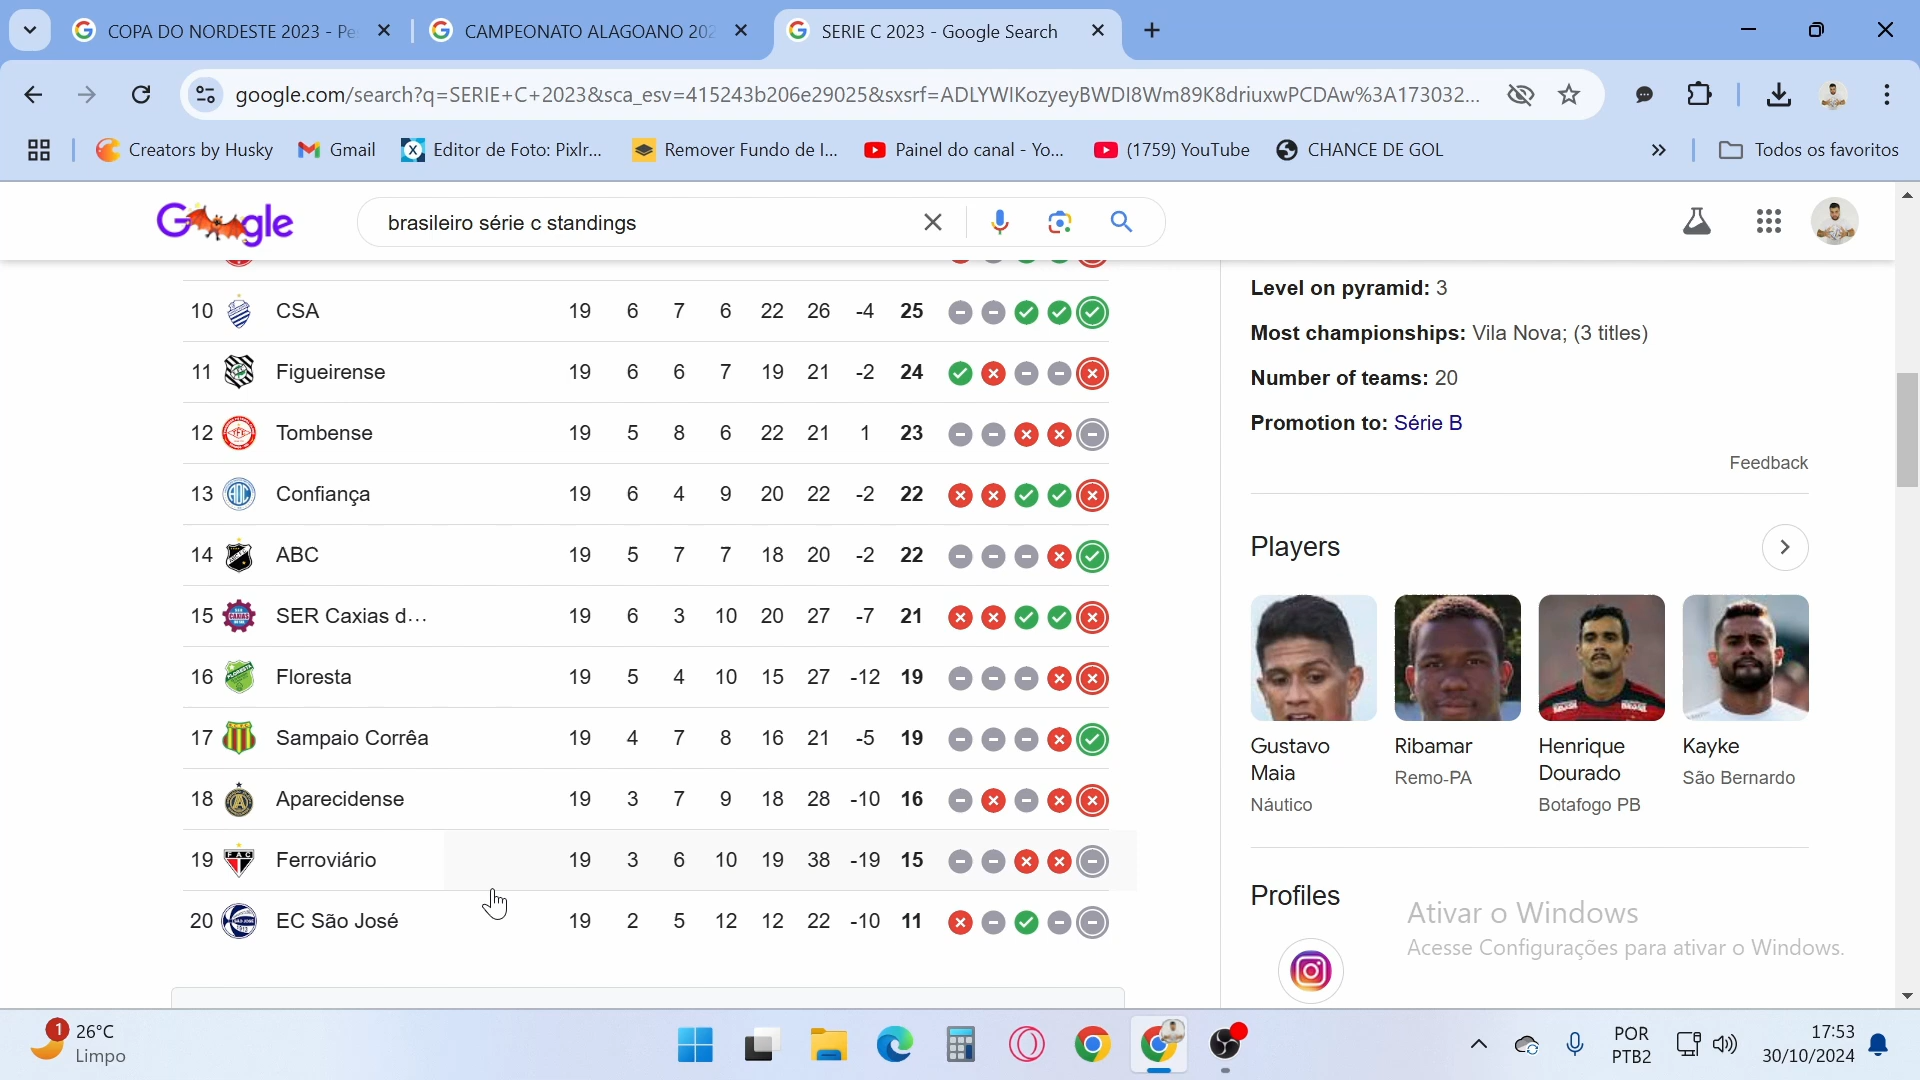 COPA DO NORDESTE 2023 - Pe
CAMPEONATO ALAGOANO 202
SERIE C 2023 - Google Search
google.com/search?q=SERIE+C+2023&sca_esv=415243b206e29025&sxsrf=ADLYWIKozyeyBWDI8Wm89K8driuxwPCDAw%3A173032...
Creators by Husky
Gmail
Editor de Foto: Pixlr...
Remover Fundo de I...
Painel do canal - Yo...
(1759) YouTube
CHANCE DE GOL
Todos os favoritos
Google
brasileiro série c standings
10 CSA 19 6 7 6 22 26 -4 25
11 Figueirense 19 6 6 7 19 21 -2 24
12 Tombense 19 5 8 6 22 21 1 23
13 Confiança 19 6 4 9 20 22 -2 22
14 ABC 19 5 7 7 18 20 -2 22
15 SER Caxias d... 19 6 3 10 20 27 -7 21
16 Floresta 19 5 4 10 15 27 -12 19
17 Sampaio Corrêa 19 4 7 8 16 21 -5 19
18 Aparecidense 19 3 7 9 18 28 -10 16
19 Ferroviário 19 3 6 10 19 38 -19 15
20 EC São José 19 2 5 12 12 22 -10 11
Level on pyramid: 3
Most championships: Vila Nova; (3 titles)
Number of teams: 20
Promotion to: Série B
Feedback
Players
Gustavo
Maia
Náutico
Ribamar
Remo-PA
Henrique
Dourado
Botafogo PB
Kayke
São Bernardo
Profiles
Ativar o Windows
Acesse Configurações para ativar o Windows.
1
26°C
Limpo
POR
PTB2
17:53
30/10/2024